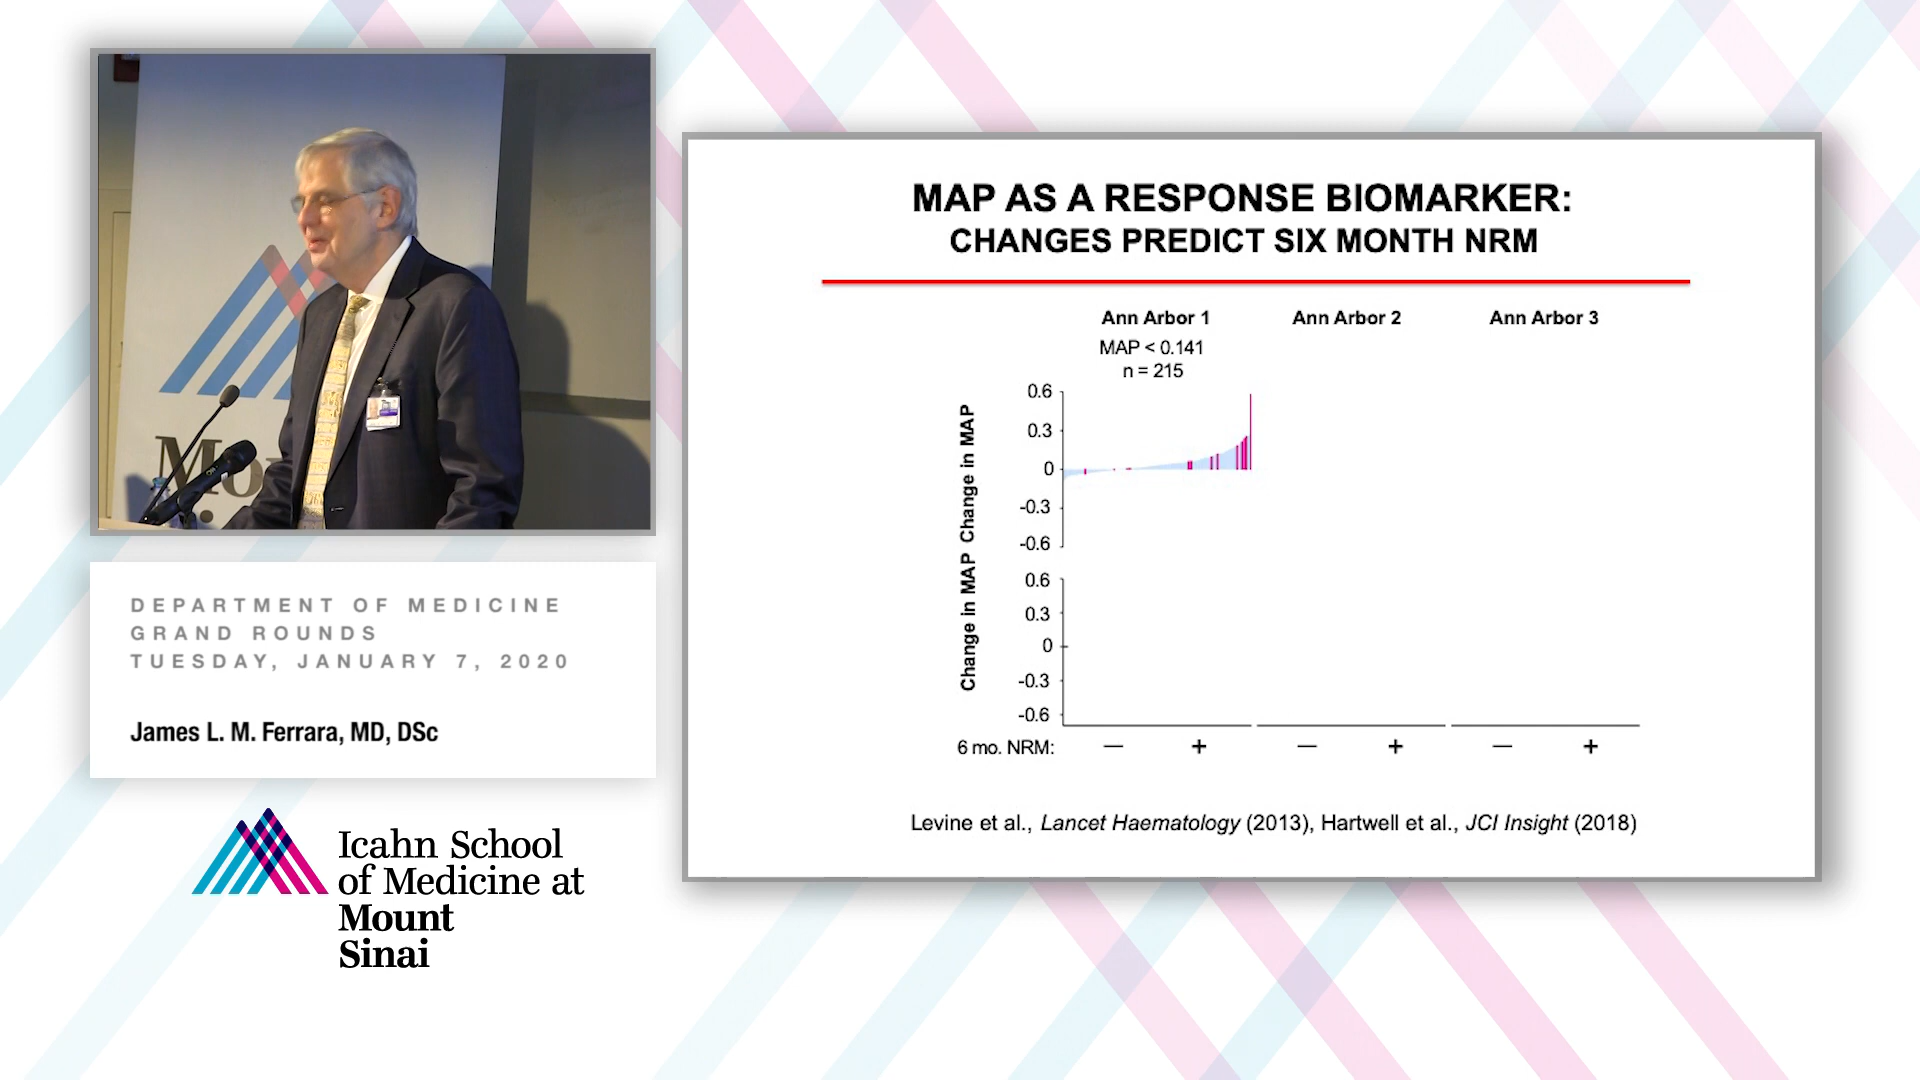 Mo
DEPARTMENT OF MEDICINE
GRAND ROUNDS
TUESDAY, JANUARY 7, 2020
James L. M. Ferrara, MD, DSc
Icahn School
of Medicine at
Mount
Sinai
MAP AS A RESPONSE BIOMARKER:
CHANGES PREDICT SIX MONTH NRM
Ann Arbor 1 Ann Arbor 2 Ann Arbor 3
MAP < 0.141
n = 215
Change in MAP
0.6
0.3
0
-0.3
-0.6
Change in MAP
0.6
0.3
0
-0.3
-0.6
6 mo. NRM: — + — + — +
Levine et al., Lancet Haematology (2013), Hartwell et al., JCI Insight (2018)